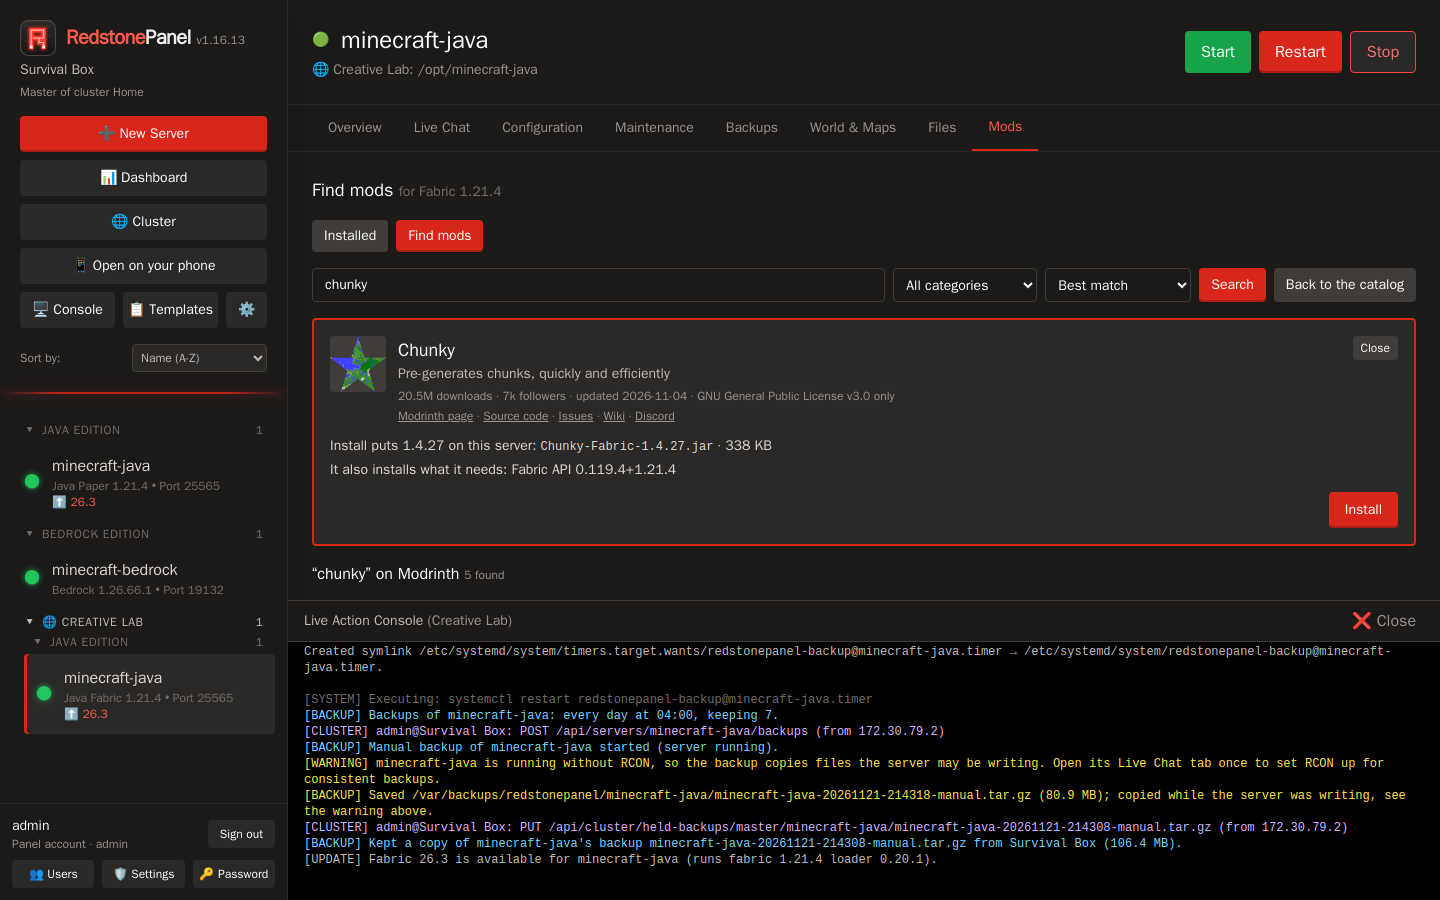 RedstonePanel v1.16.13
Survival Box
Master of cluster Home
➕ New Server
📊 Dashboard
🌐 Cluster
📱 Open on your phone
🖥️ Console
📋 Templates
⚙️
Sort by:
Name (A-Z)
▼ JAVA EDITION 1
minecraft-java
Java Paper 1.21.4 • Port 25565
⬆️ 26.3
▼ BEDROCK EDITION 1
minecraft-bedrock
Bedrock 1.26.66.1 • Port 19132
▼ 🌐 CREATIVE LAB 1
▼ JAVA EDITION 1
minecraft-java
Java Fabric 1.21.4 • Port 25565
⬆️ 26.3
admin
Panel account · admin
Sign out
👥 Users
🛡️ Settings
🔑 Password
minecraft-java
🌐 Creative Lab: /opt/minecraft-java
Start
Restart
Stop
Overview
Live Chat
Configuration
Maintenance
Backups
World & Maps
Files
Mods
Find mods for Fabric 1.21.4
Installed
Find mods
chunky
All categories
Best match
Search
Back to the catalog
Chunky
Close
Pre-generates chunks, quickly and efficiently
20.5M downloads · 7k followers · updated 2026-11-04 · GNU General Public License v3.0 only
Modrinth page · Source code · Issues · Wiki · Discord
Install puts 1.4.27 on this server: Chunky-Fabric-1.4.27.jar · 338 KB
It also installs what it needs: Fabric API 0.119.4+1.21.4
Install
“chunky” on Modrinth 5 found
Live Action Console (Creative Lab)
❌ Close
Created symlink /etc/systemd/system/timers.target.wants/redstonepanel-backup@minecraft-java.timer → /etc/systemd/system/redstonepanel-backup@minecraft-
java.timer.
[SYSTEM] Executing: systemctl restart redstonepanel-backup@minecraft-java.timer
[BACKUP] Backups of minecraft-java: every day at 04:00, keeping 7.
[CLUSTER] admin@Survival Box: POST /api/servers/minecraft-java/backups (from 172.30.79.2)
[BACKUP] Manual backup of minecraft-java started (server running).
[WARNING] minecraft-java is running without RCON, so the backup copies files the server may be writing. Open its Live Chat tab once to set RCON up for
consistent backups.
[BACKUP] Saved /var/backups/redstonepanel/minecraft-java/minecraft-java-20261121-214318-manual.tar.gz (80.9 MB); copied while the server was writing, see
the warning above.
[CLUSTER] admin@Survival Box: PUT /api/cluster/held-backups/master/minecraft-java/minecraft-java-20261121-214308-manual.tar.gz (from 172.30.79.2)
[BACKUP] Kept a copy of minecraft-java's backup minecraft-java-20261121-214308-manual.tar.gz from Survival Box (106.4 MB).
[UPDATE] Fabric 26.3 is available for minecraft-java (runs fabric 1.21.4 loader 0.20.1).